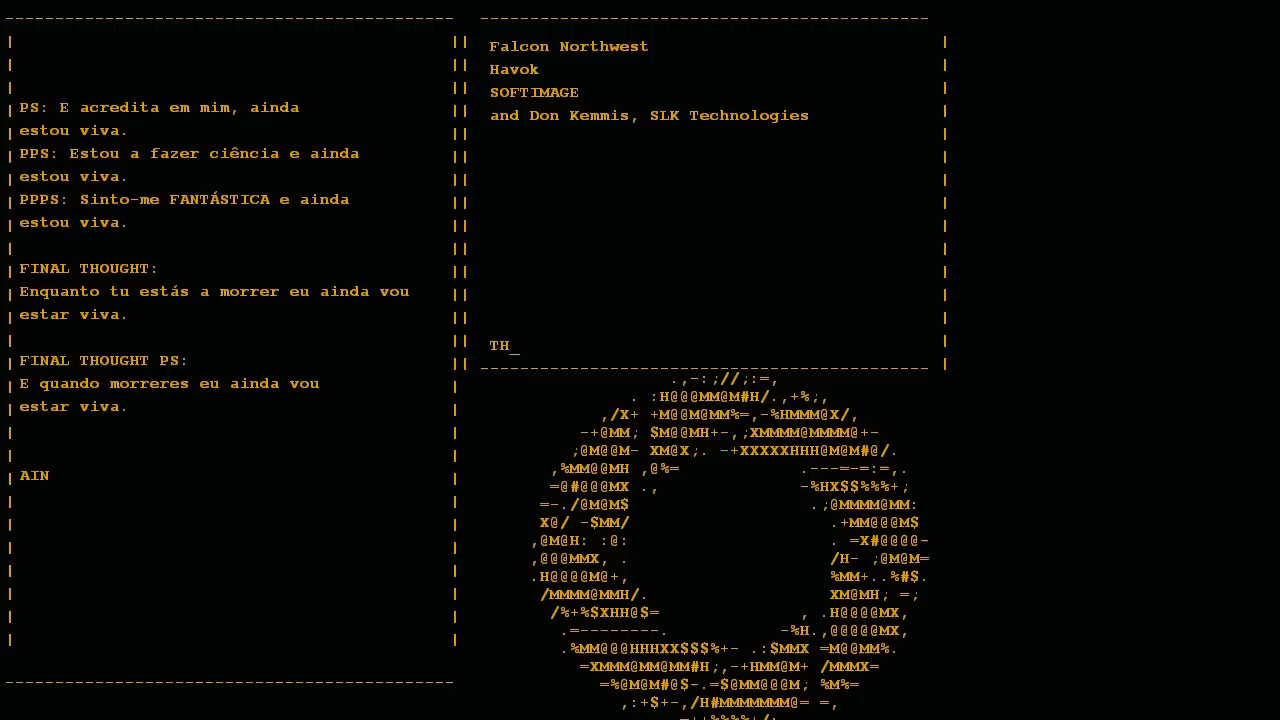 PS: E acredita em mim, ainda
estou viva.
PPS: Estou a fazer ciência e ainda
estou viva.
PPPS: Sinto-me FANTÁSTICA e ainda
estou viva.
FINAL THOUGHT:
Enquanto tu estás a morrer eu ainda vou
estar viva.
FINAL THOUGHT PS:
E quando morreres eu ainda vou
estar viva.
AIN
Falcon Northwest
Havok
SOFTIMAGE
and Don Kemmis, SLK Technologies
TH_